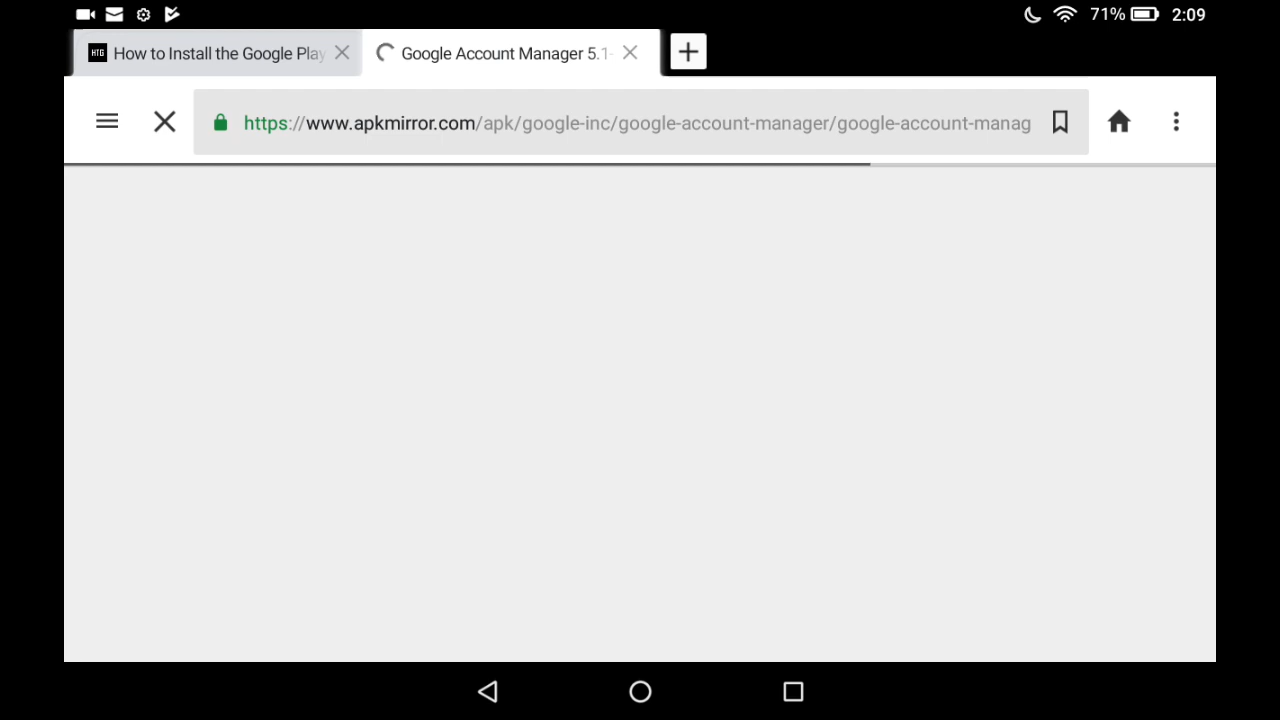 71% 2:09
HTG How to Install the Google Play
Google Account Manager 5.1-
https://www.apkmirror.com/apk/google-inc/google-account-manager/google-account-manag